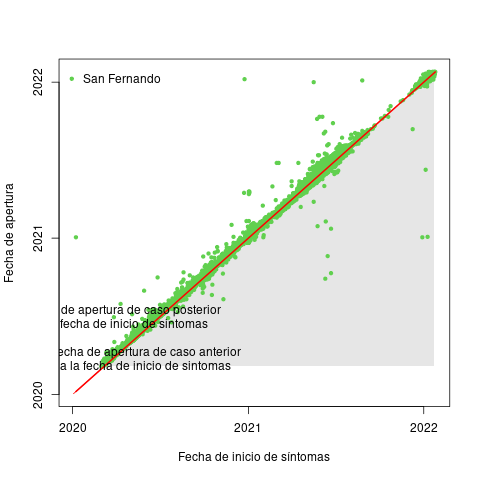 San Fernando
2022
2021
2020
Fecha de apertura
de apertura de caso posterior
fecha de inicio de síntomas
echa de apertura de caso anterior
a la fecha de inicio de síntomas
2020
2021
2022
Fecha de inicio de síntomas